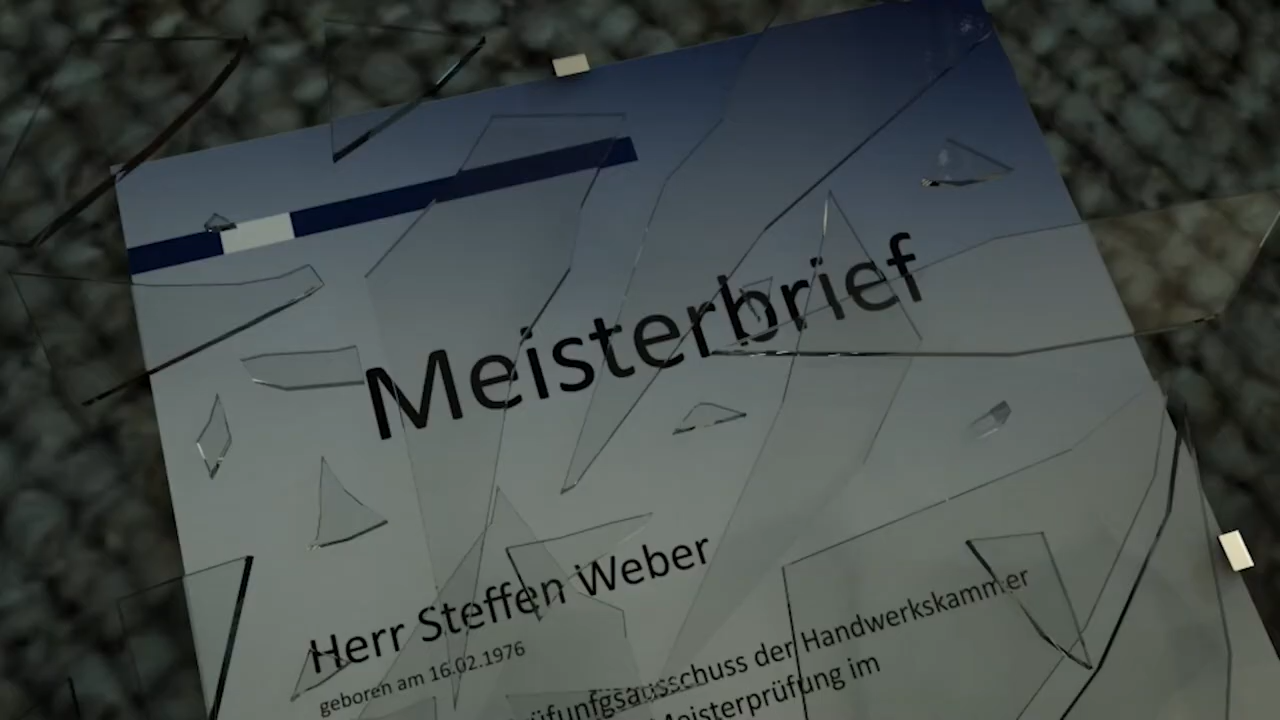 Meisterbrief
Herr Steffen Weber
geboren am 16.02.1976
der Handwerkskammer
Meisterprüfung im